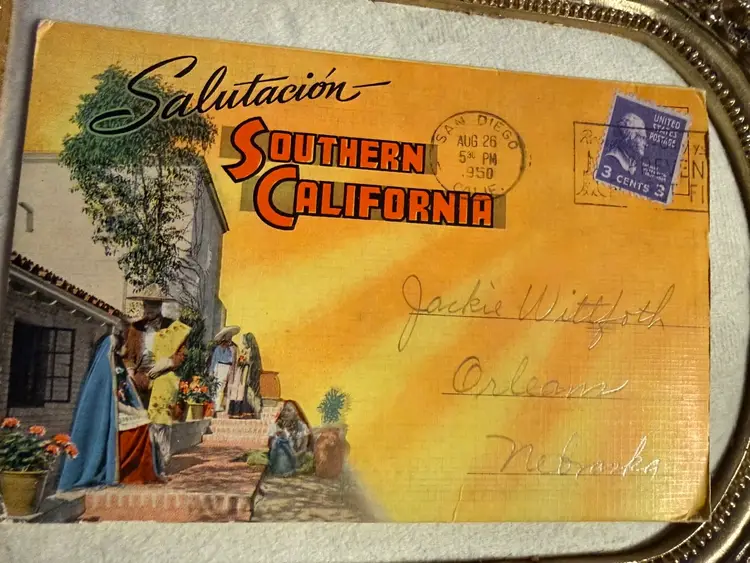 Salutación
SOUTHERN
CALIFORNIA
SAN DIEGO
AUG 26
5 30 PM
1950
CALIF.
UNITED
STATES
POSTAGE
3 CENTS 3
Jackie Wittfoth
Orleans
Nebraska